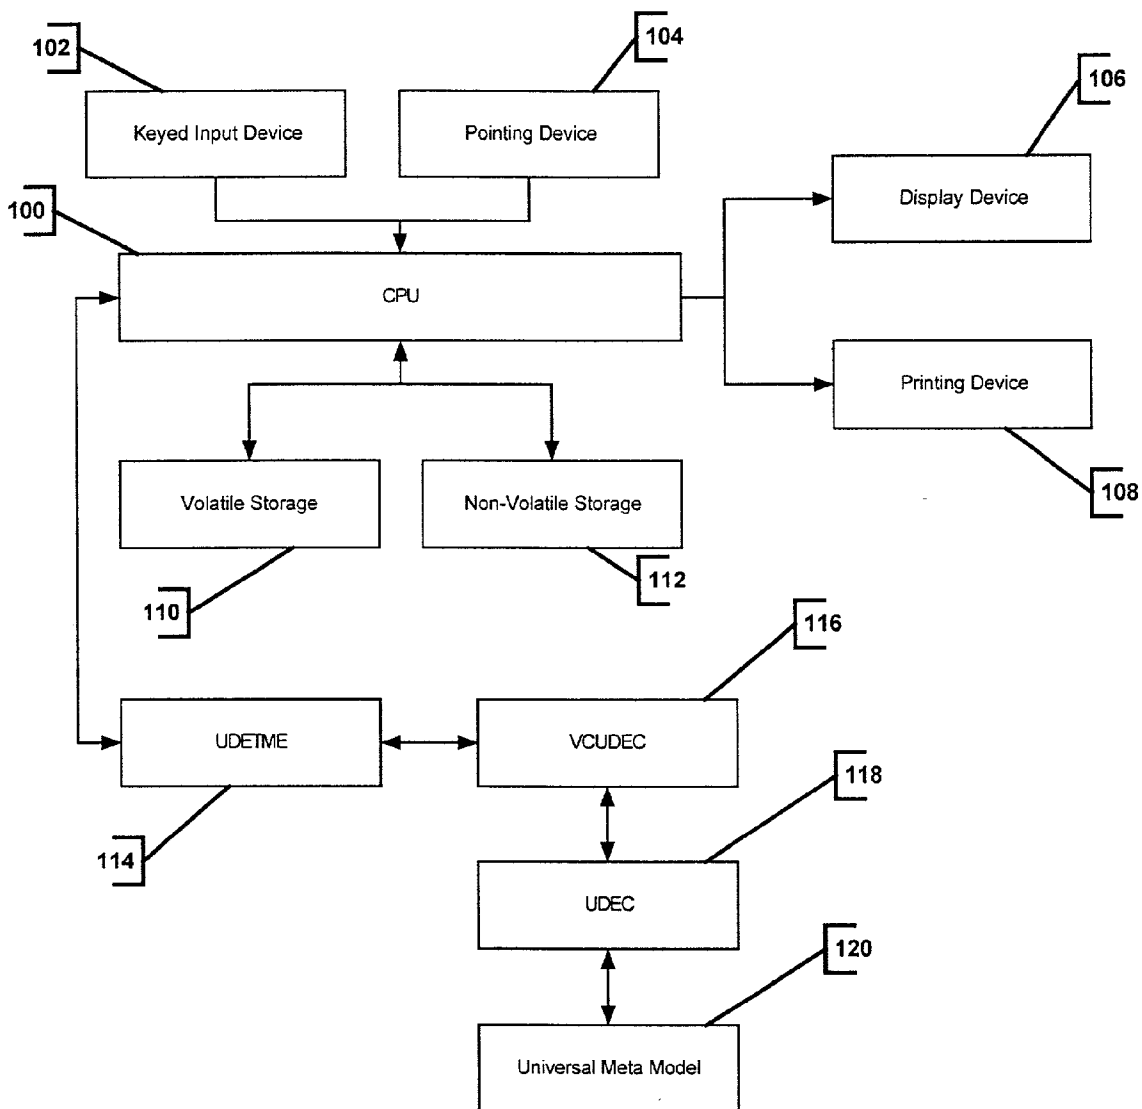 102
104
106
Keyed Input Device
Pointing Device
Display Device
100
CPU
Printing Device
108
Volatile Storage
Non-Volatile Storage
110
112
116
UDETME
VCUDEC
118
114
UDEC
120
Universal Meta Model